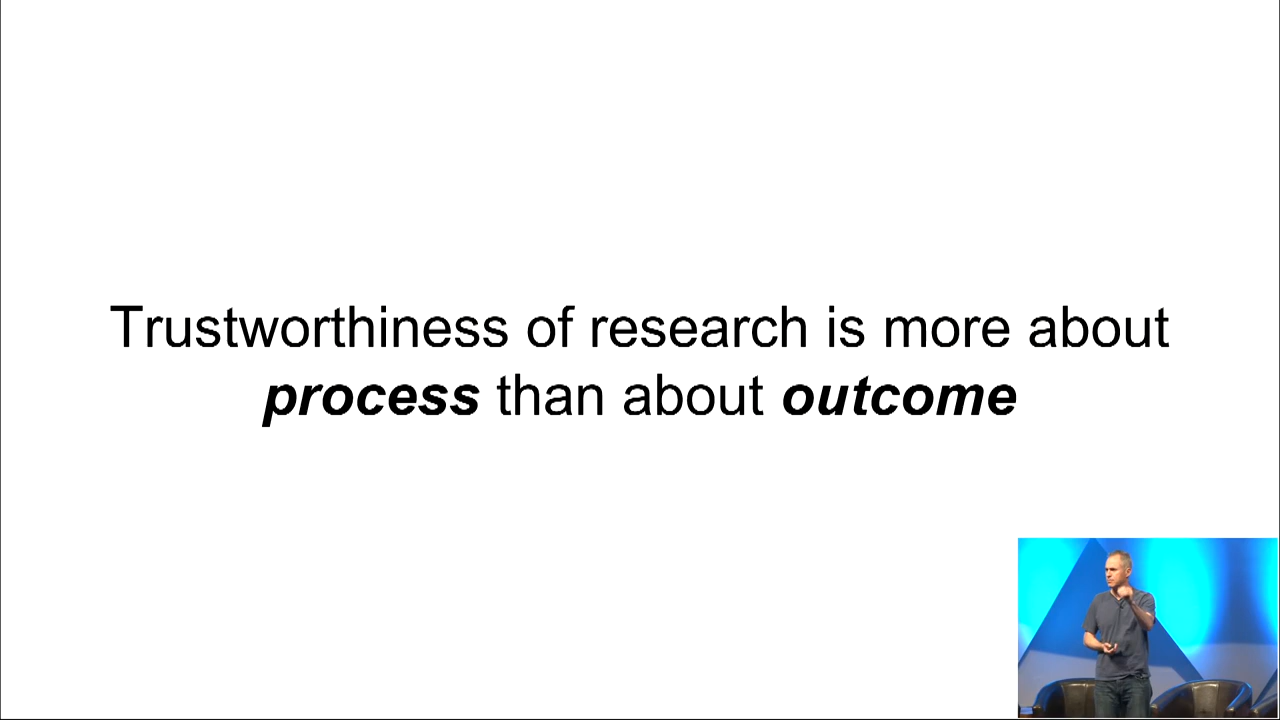 Trustworthiness of research is more about
process than about outcome